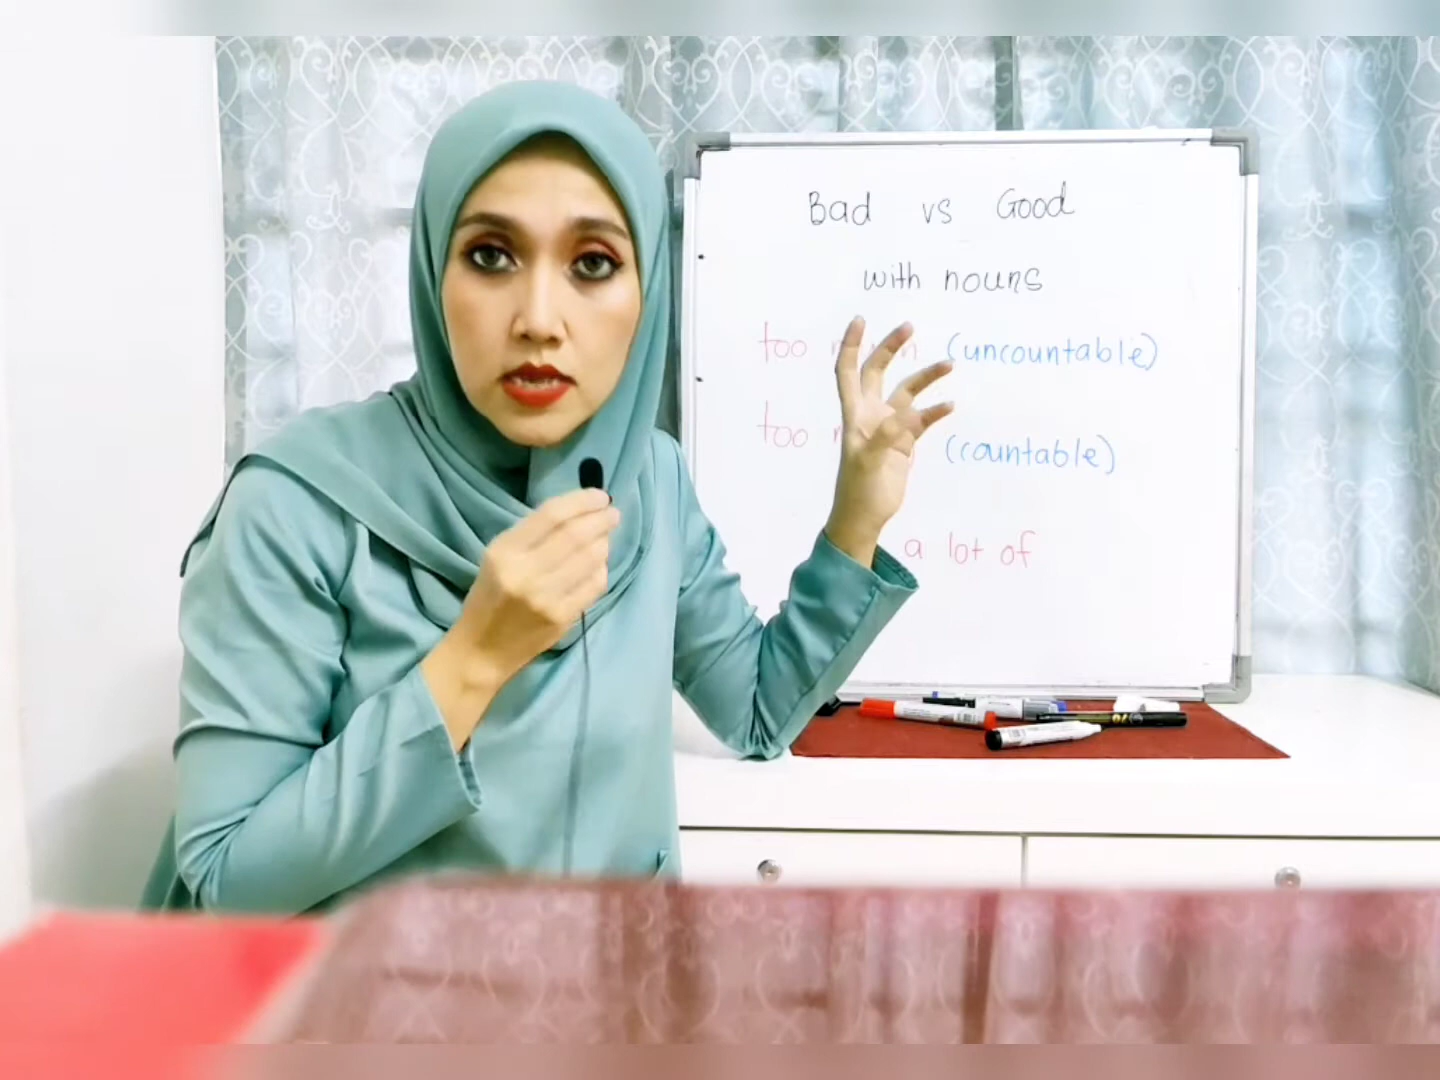 Bad vs Good
with nouns
too (uncountable)
too (countable)
a lot of